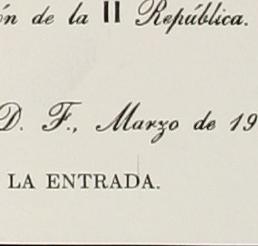 ón de la II República.
D. F., Marzo de 19
LA ENTRADA.